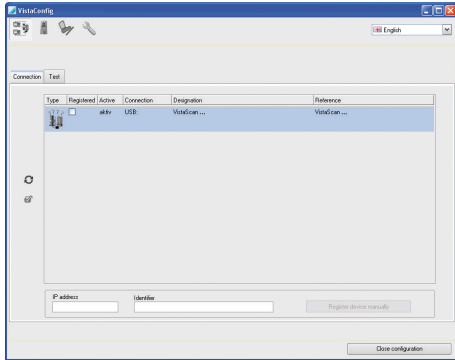 VistaConfig
English
Connection Test
Type Registered Active Connection Designation Reference
aktiv USB: VistaScan ... VistaScan ...
IP address Identifier
Register device manually
Close configuration